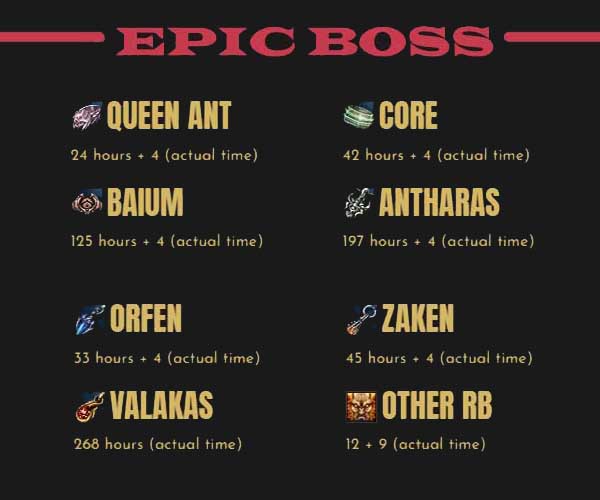 EPIC BOSS
QUEEN ANT
24 hours + 4 (actual time)
CORE
42 hours + 4 (actual time)
BAIUM
125 hours + 4 (actual time)
ANTHARAS
197 hours + 4 (actual time)
ORFEN
33 hours + 4 (actual time)
ZAKEN
45 hours + 4 (actual time)
VALAKAS
268 hours (actual time)
OTHER RB
12 + 9 (actual time)